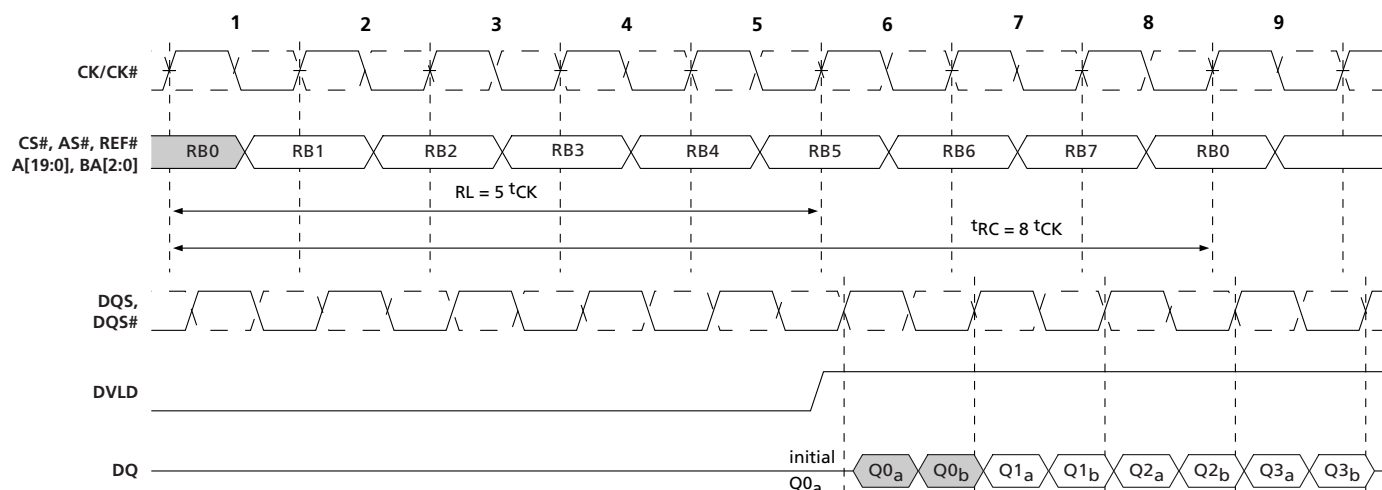 1 2 3 4 5 6 7 8 9
CK/CK#
CS#, AS#, REF#
A[19:0], BA[2:0]
RB0 RB1 RB2 RB3 RB4 RB5 RB6 RB7 RB0
RL = 5 tCK
tRC = 8 tCK
DQS,
DQS#
DVLD
DQ
initial
Q0a
Q0a Q0b Q1a Q1b Q2a Q2b Q3a Q3b